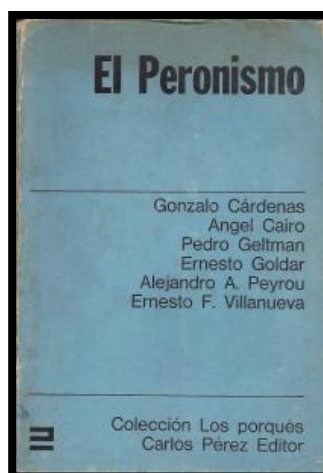 El Peronismo
Gonzalo Cárdenas
Angel Cairo
Pedro Geltman
Ernesto Goldar
Alejandro A. Peyrou
Ernesto F. Villanueva
Colección Los porqués
Carlos Pérez Editor